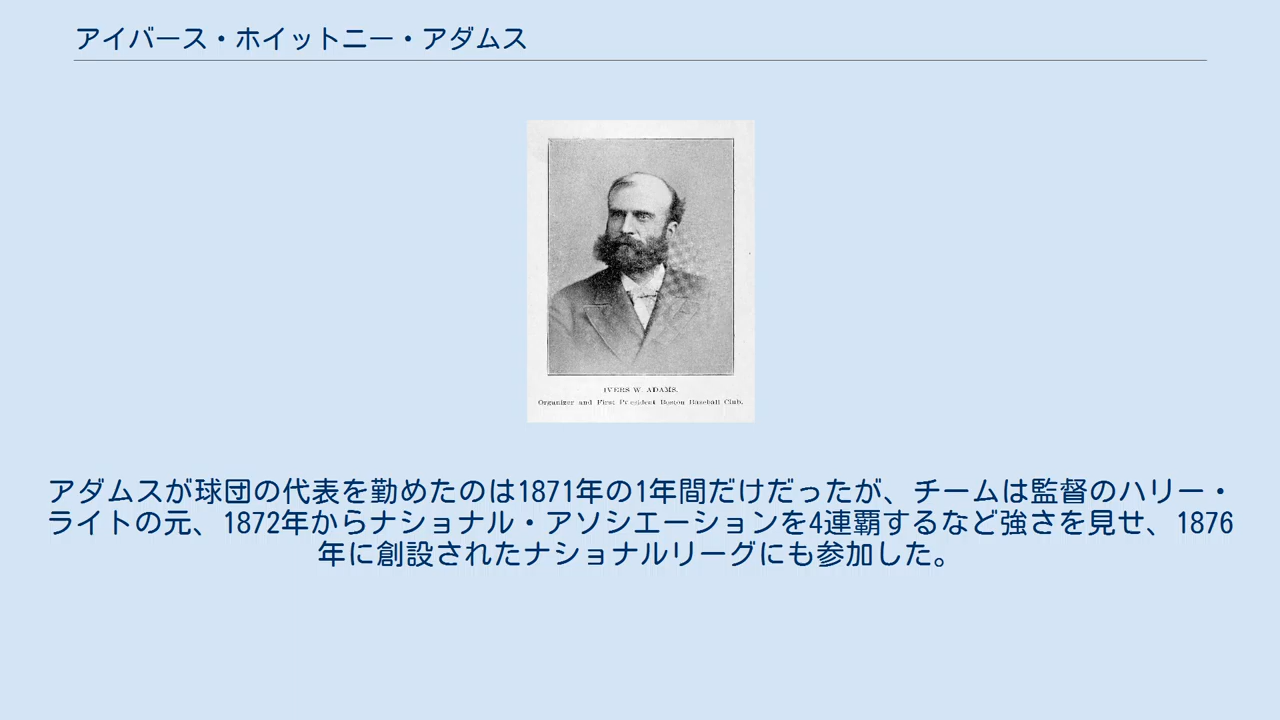 アイバース・ホイットニー・アダムス
IVERS W. ADAMS.
Organizer and First President Boston Baseball Club.
アダムスが球団の代表を勤めたのは1871年の1年間だけだったが、チームは監督のハリー・
ライトの元、1872年からナショナル・アソシエーションを4連覇するなど強さを見せ、1876
年に創設されたナショナルリーグにも参加した。